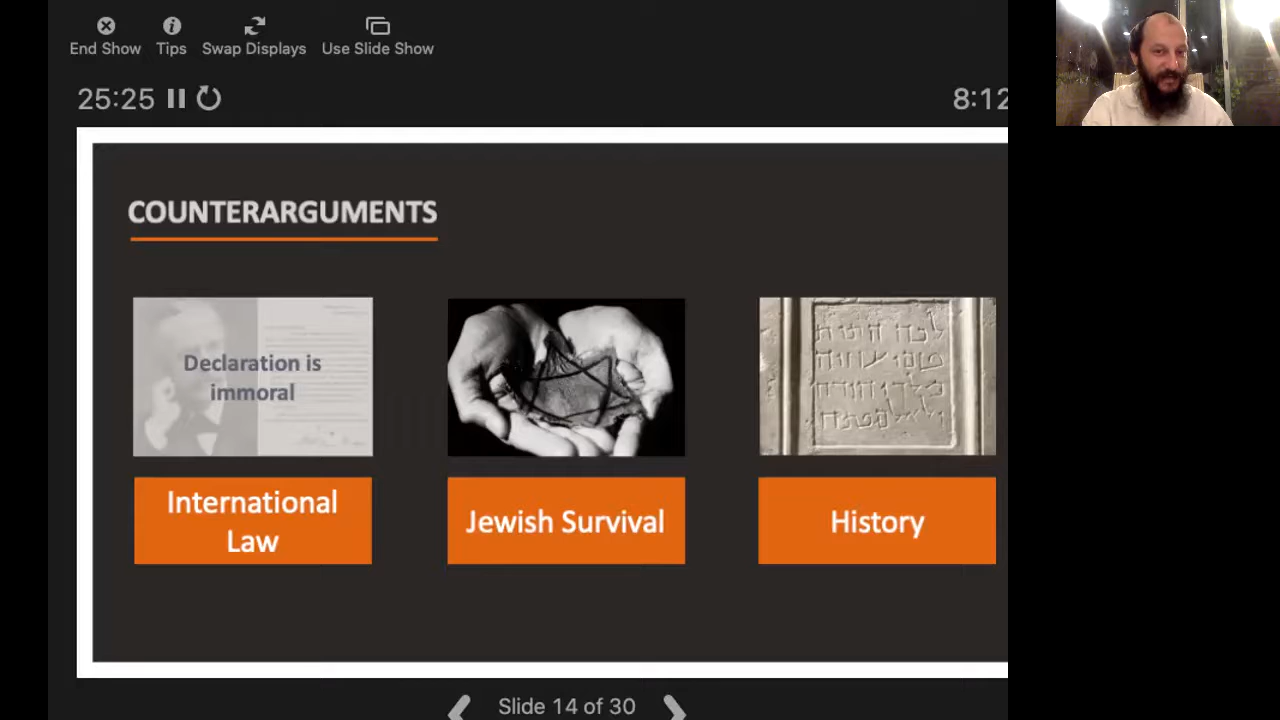 End Show Tips Swap Displays Use Slide Show
25:25 8:12
COUNTERARGUMENTS
Declaration is
immoral
International
Law
Jewish Survival
History
Slide 14 of 30